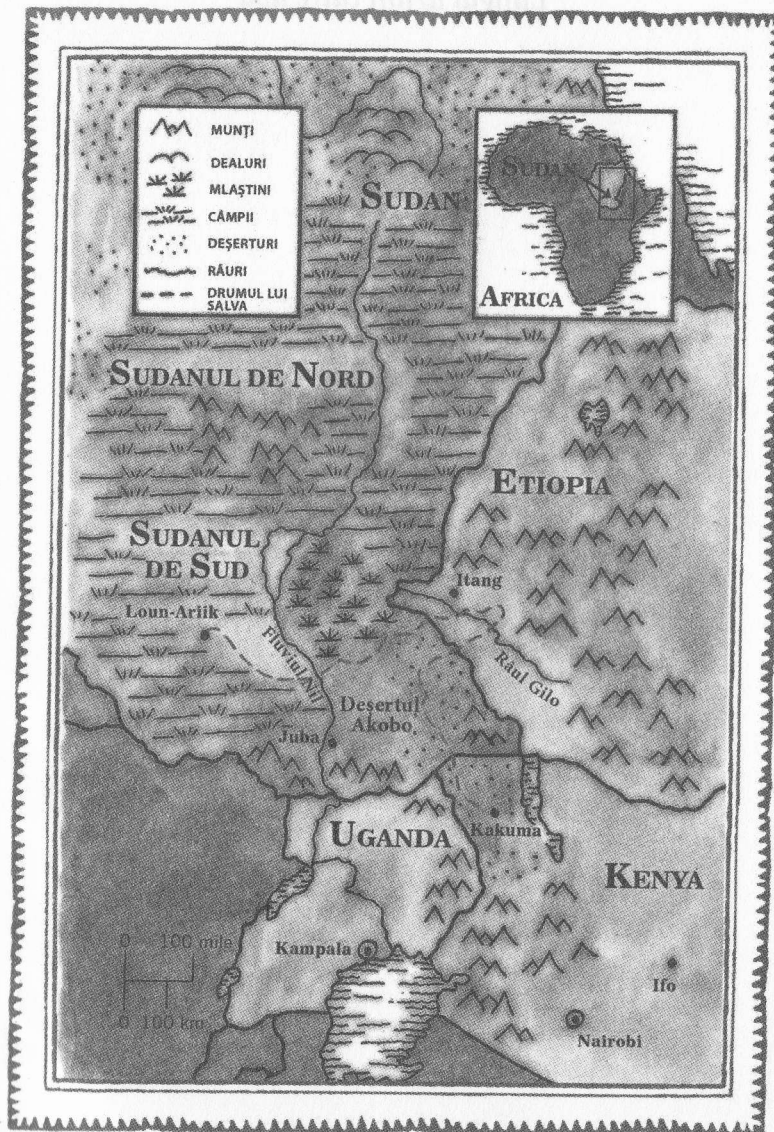 MUNȚI
DEALURI
MLAȘTINI
CÂMPII
DEȘERTURI
RÂURI
DRUMUL LUI
SALVA
SUDAN
SUDAN
AFRICA
SUDANUL DE NORD
ETIOPIA
SUDANUL
DE SUD
Itang
Loun-Ariik
Fluviul Nil
Râul Gilo
Deșertul
Akobo
Juba
Kakuma
UGANDA
KENYA
0 100 mile
0 100 km
Kampala
Ifo
Nairobi